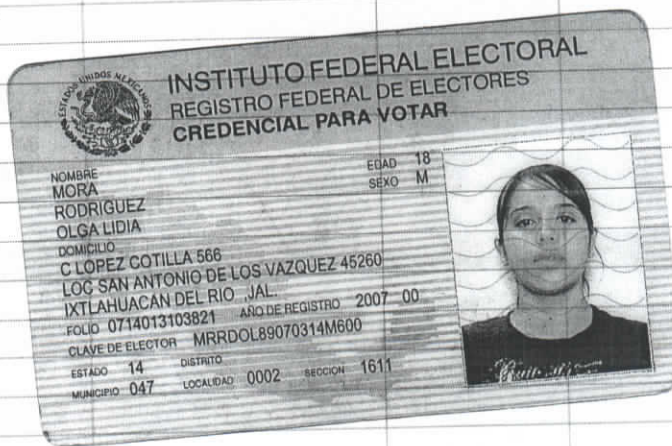 ESTADOS UNIDOS MEXICANOS
INSTITUTO FEDERAL ELECTORAL
REGISTRO FEDERAL DE ELECTORES
CREDENCIAL PARA VOTAR
NOMBRE
MORA
RODRIGUEZ
OLGA LIDIA
EDAD 18
SEXO M
DOMICILIO
C LOPEZ COTILLA 566
LOC SAN ANTONIO DE LOS VAZQUEZ 45260
IXTLAHUACAN DEL RIO ,JAL.
FOLIO 0714013103821 AÑO DE REGISTRO 2007 00
CLAVE DE ELECTOR MRRDOL89070314M600
ESTADO 14 DISTRITO
MUNICIPIO 047 LOCALIDAD 0002 SECCION 1611